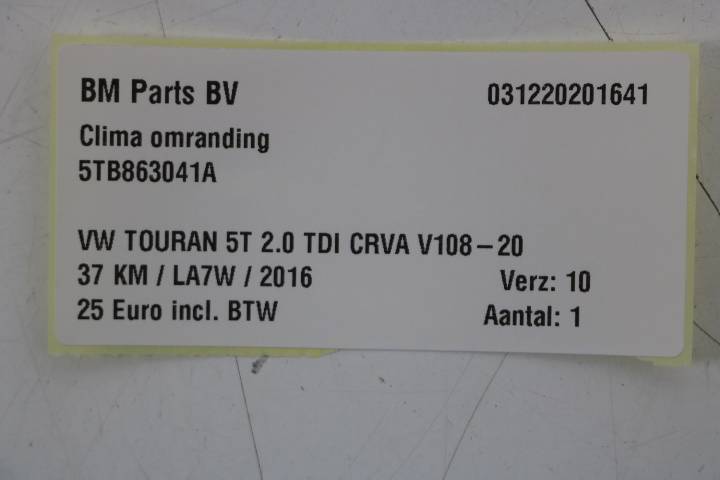 BM Parts BV 031220201641
Clima omranding
5TB863041A
VW TOURAN 5T 2.0 TDI CRVA V108-20
37 KM / LA7W / 2016 Verz: 10
25 Euro incl. BTW Aantal: 1